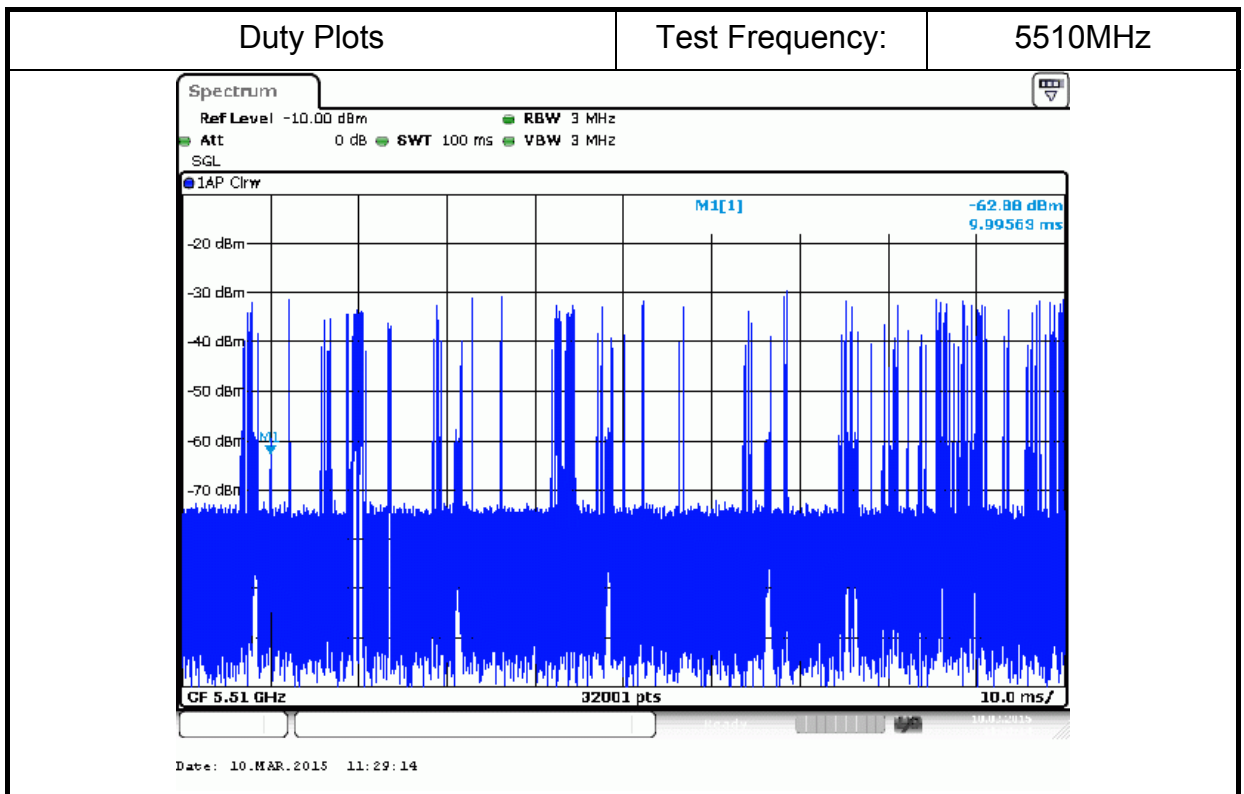 Duty Plots Test Frequency: 5510MHz
Spectrum
Ref Level -10.00 dBm RBW 3 MHz
Att 0 dB SWT 100 ms VBW 3 MHz
SGL
1AP Clrw
M1[1] -62.88 dBm
9.99563 ms
-20 dBm
-30 dBm
-40 dBm
-50 dBm
-60 dBm M1
-70 dBm
CF 5.51 GHz 32001 pts 10.0 ms/
Ready
Date: 10.MAR.2015 11:29:14